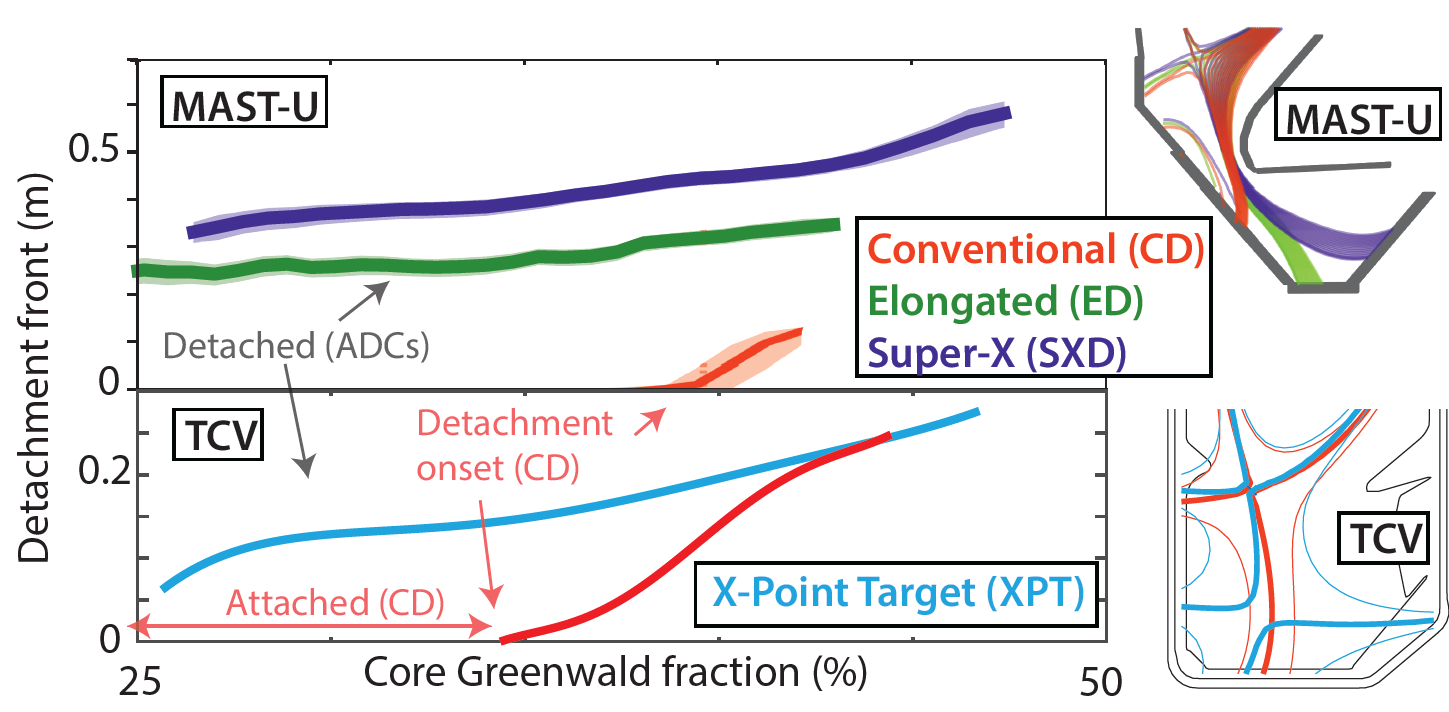 MAST-U
MAST-U
0.5
Detachment front (m)
Conventional (CD)
Elongated (ED)
Super-X (SXD)
Detached (ADCs)
0
TCV
Detachment
onset (CD)
0.2
TCV
X-Point Target (XPT)
Attached (CD)
0
25
Core Greenwald fraction (%)
50